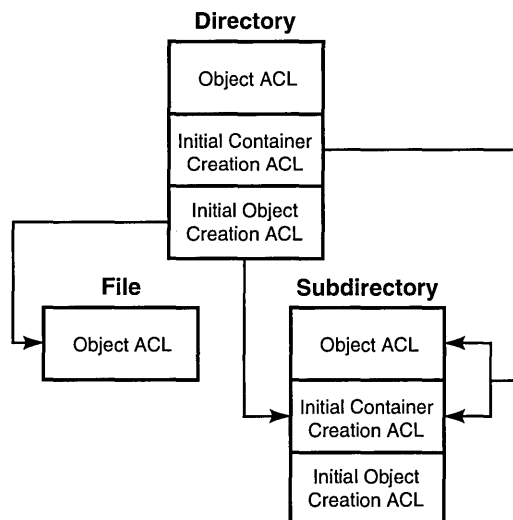 Directory
Object ACL
Initial Container
Creation ACL
Initial Object
Creation ACL
File
Object ACL
Subdirectory
Object ACL
Initial Container
Creation ACL
Initial Object
Creation ACL